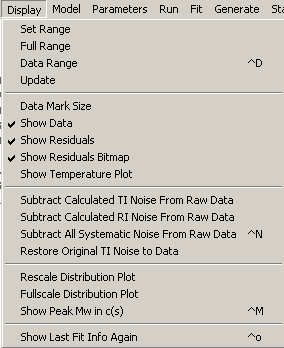 Display Model Parameters Run Fit Generate
Set Range
Full Range
Data Range ^D
Update
Data Mark Size
Show Data
Show Residuals
Show Residuals Bitmap
Show Temperature Plot
Subtract Calculated TI Noise From Raw Data
Subtract Calculated RI Noise From Raw Data
Subtract All Systematic Noise From Raw Data ^N
Restore Original TI Noise to Data
Rescale Distribution Plot
Fullscale Distribution Plot
Show Peak Mw in c(s) ^M
Show Last Fit Info Again ^o